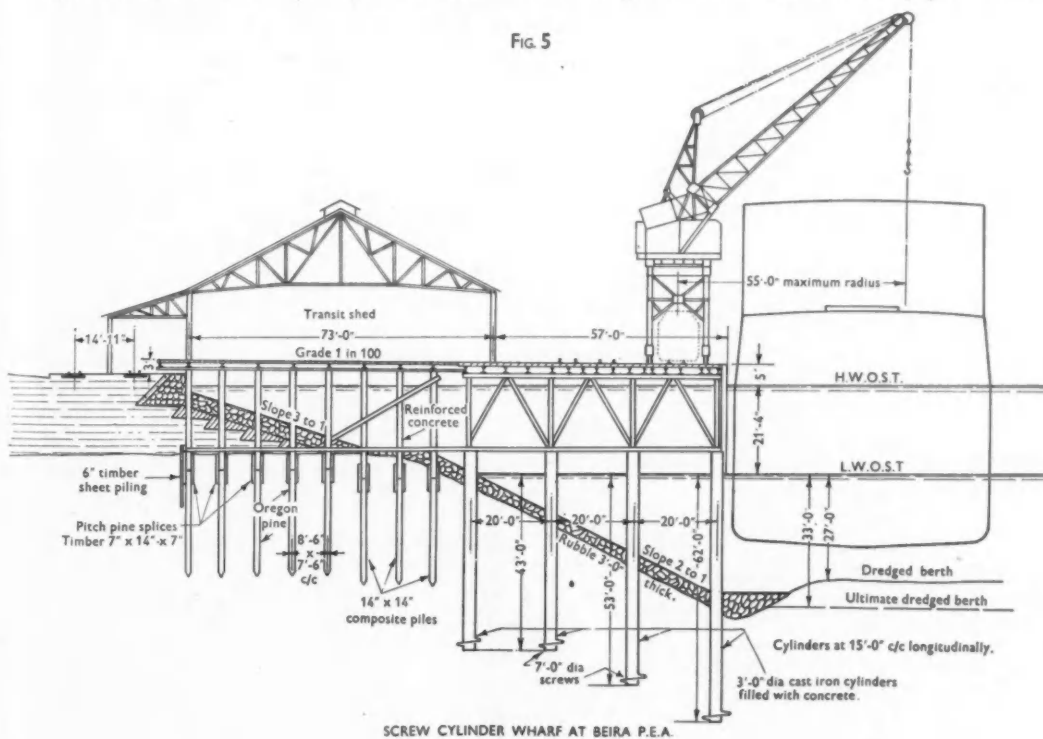 FIG. 5
55'-0" maximum radius
Transit shed
73'-0"
57'-0"
14'-11"
Grade 1 in 100
3'
5'
H.W.O.S.T.
Slope 3 to 1
Reinforced
concrete
21'-4"
L.W.O.S.T
6" timber
sheet piling
Oregon
pine
Pitch pine splices
Timber 7" x 14" x 7"
8'-6"
x
7'-6"
c/c
20'-0"
20'-0"
20'-0"
43'-0"
53'-0"
62'-0"
33'-0"
27'-0"
Rubble 3'-0"
thick.
Slope 2 to 1
Dredged berth
Ultimate dredged berth
14" x 14"
composite piles
7'-0" dia
screws
Cylinders at 15'-0" c/c longitudinally.
3'-0" dia cast iron cylinders
filled with concrete.
SCREW CYLINDER WHARF AT BEIRA P.E.A.